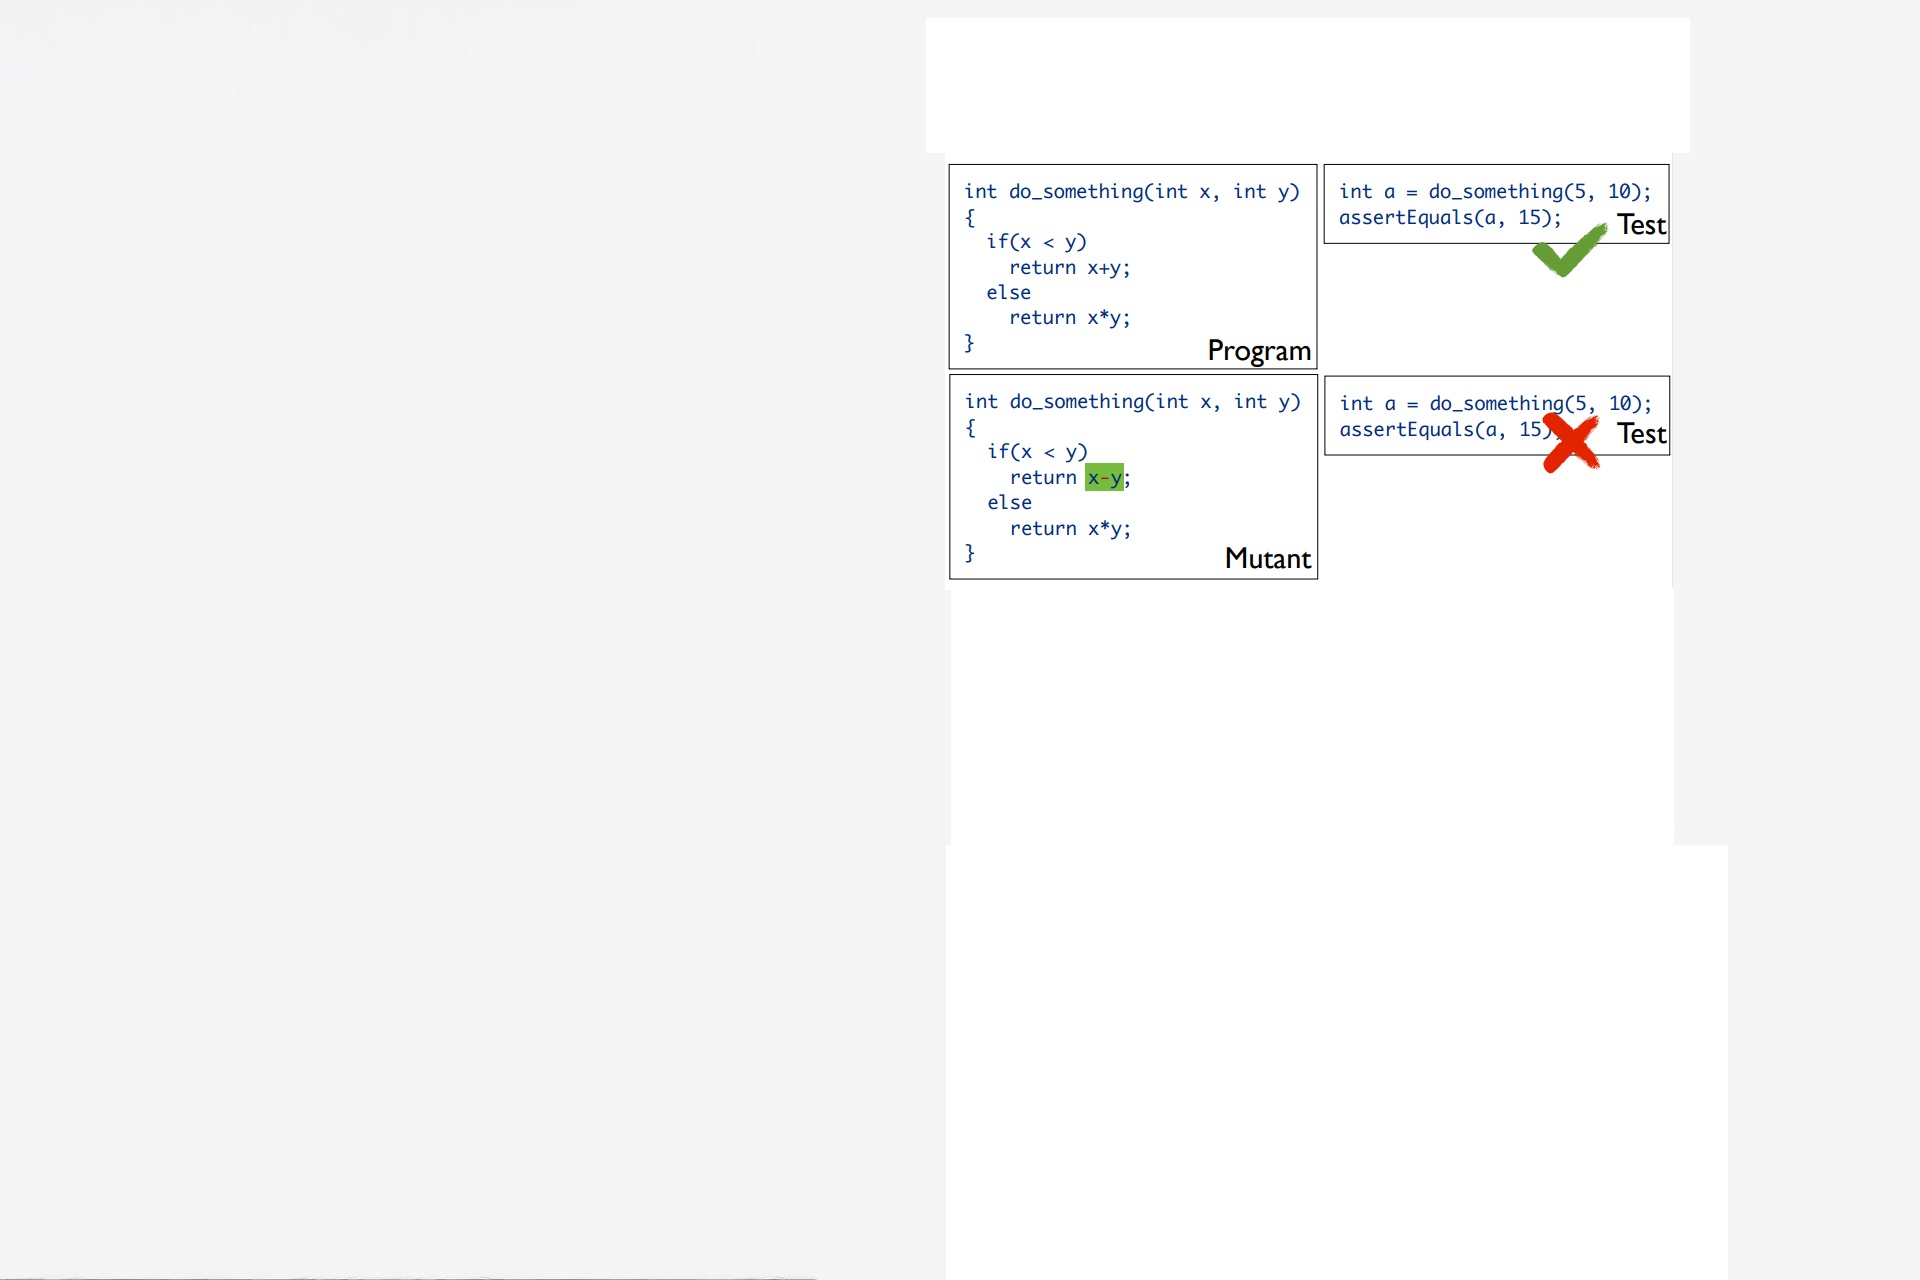 int do_something(int x, int y)
{
  if(x < y)
    return x+y;
  else
    return x*y;
}
Program
int a = do_something(5, 10);
assertEquals(a, 15);
Test
int do_something(int x, int y)
{
  if(x < y)
    return x-y;
  else
    return x*y;
}
Mutant
int a = do_something(5, 10);
assertEquals(a, 15);
Test